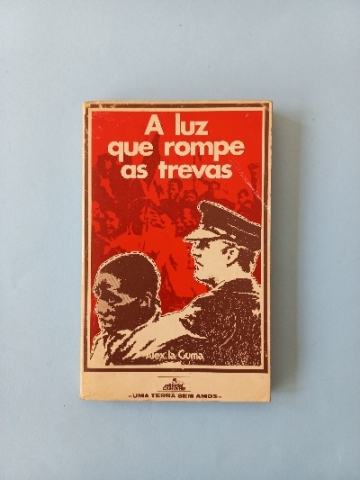 A luz
que rompe
as trevas
Alex la Guma
-UMA TERRA SEM AMOS-